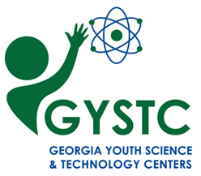 GYSTC
GEORGIA YOUTH SCIENCE
& TECHNOLOGY CENTERS